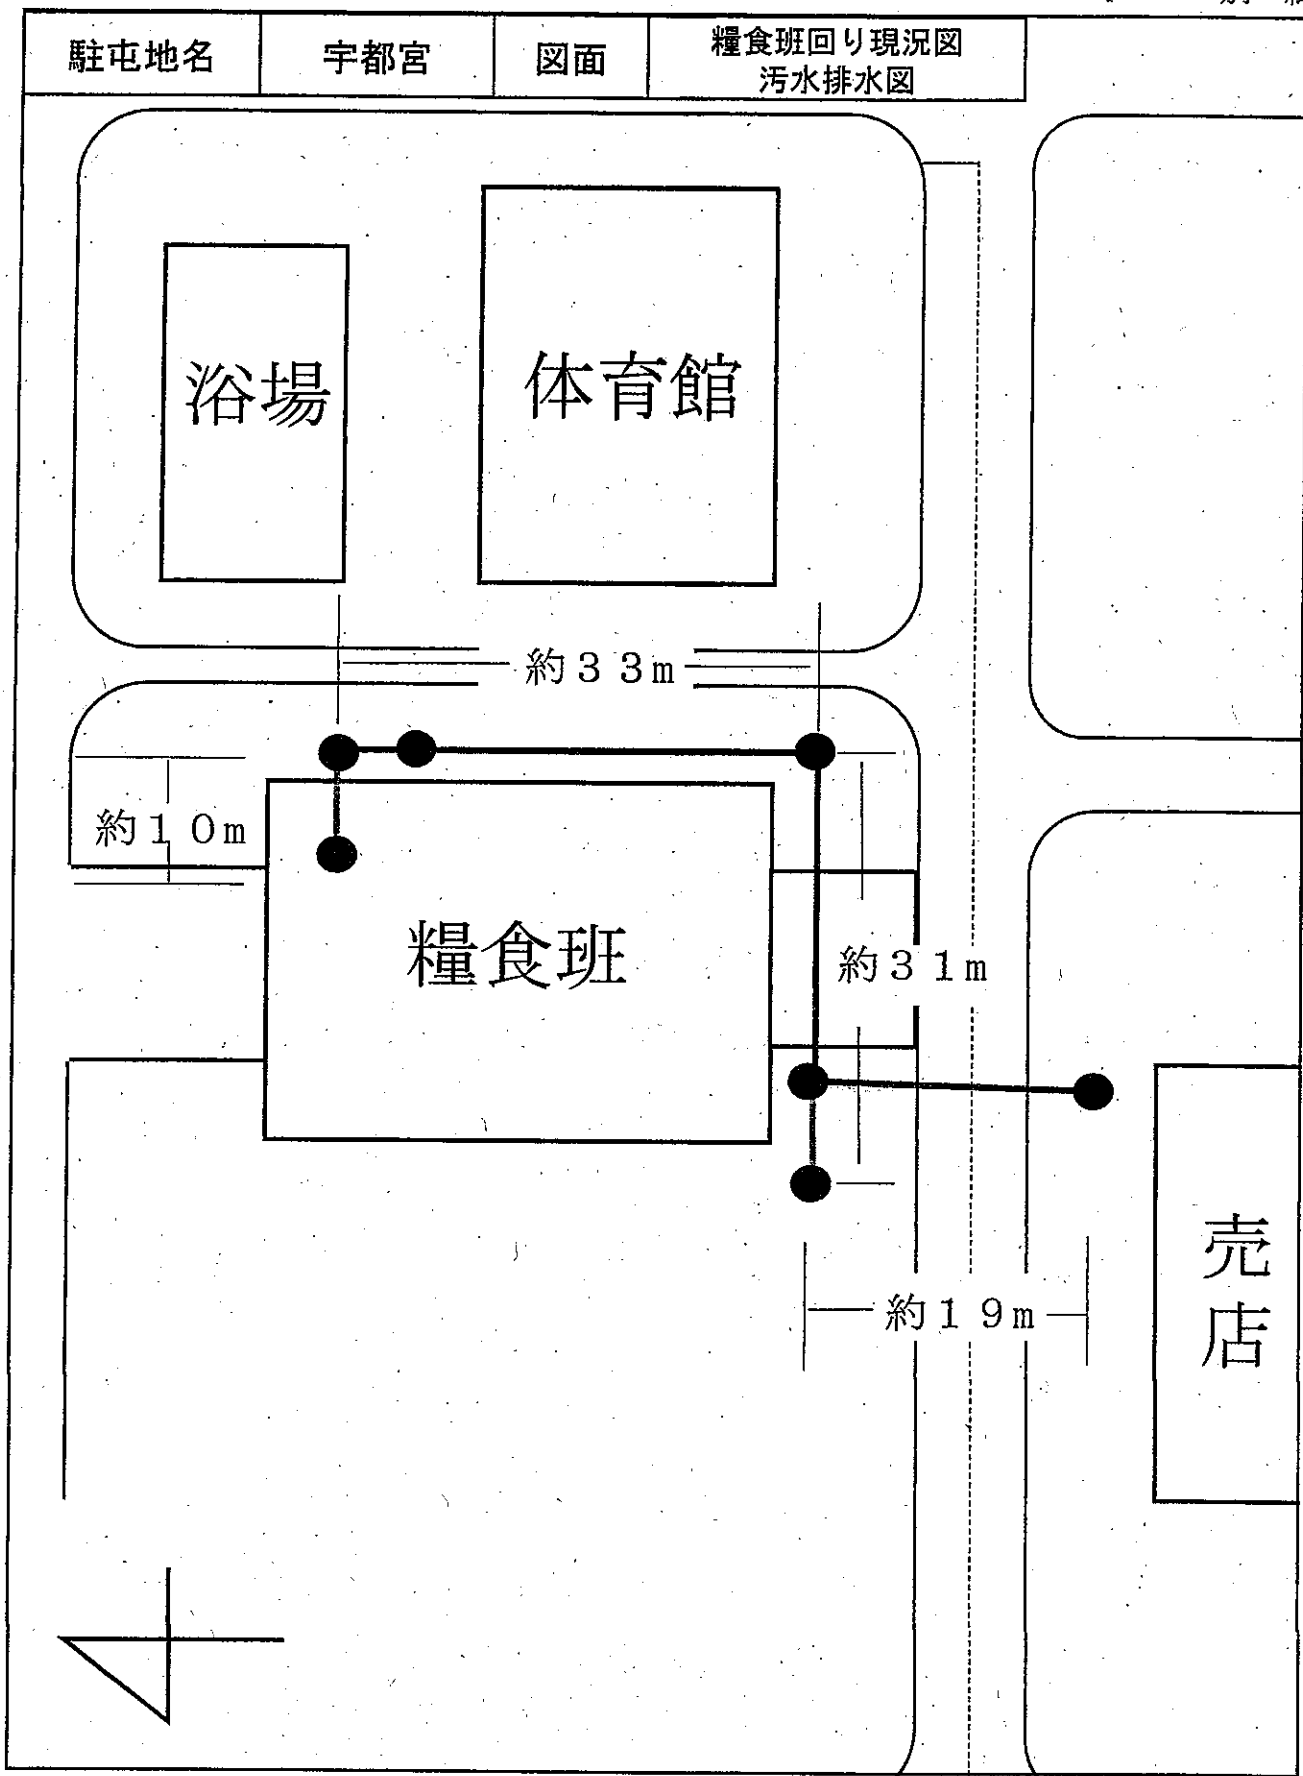 駐屯地名
宇都宮
図面
糧食班回り現況図
汚水排水図
浴場
体育館
約33m
約10m
糧食班
約31m
約19m
売
店